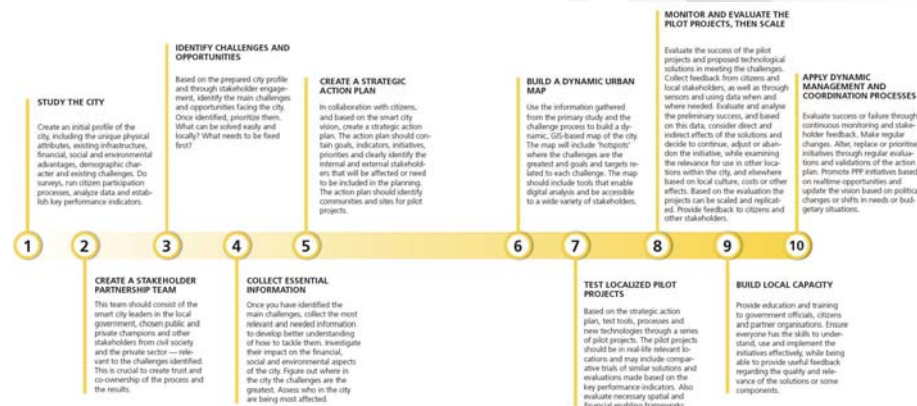 STUDY THE CITY
Create an initial profile of the
city, including the unique physical
attributes, existing infrastructure,
financial, social and environmental
advantages, demographic char-
acter and existing challenges. Do
surveys, run citizen participation
processes, analyze data and estab-
lish key performance indicators.
1
2
CREATE A STAKEHOLDER
PARTNERSHIP TEAM
This team should consist of the
smart city leaders in the local
government, chosen public and
private champions and other
stakeholders from civil society
and the private sector — rele-
vant to the challenges identified.
This is crucial to create trust and
co-ownership of the process and
the results.
IDENTIFY CHALLENGES AND
OPPORTUNITIES
Based on the prepared city profile
and through stakeholder engage-
ment, identify the main challenges
and opportunities facing the city.
Once identified, prioritize them.
What can be solved easily and
locally? What needs to be fixed
first?
3
4
COLLECT ESSENTIAL
INFORMATION
Once you have identified the
main challenges, collect the most
relevant and needed information
to develop better understanding
of how to tackle them. Investigate
their impact on the financial,
social and environmental aspects
of the city. Figure out where in
the city the challenges are the
greatest. Assess who in the city
are being most affected.
CREATE A STRATEGIC
ACTION PLAN
In collaboration with citizens,
and based on the smart city
vision, create a strategic action
plan. The action plan should con-
tain goals, indicators, initiatives,
priorities and clearly identify the
internal and external stakehold-
ers that will be affected or need
to be included in the planning.
The action should identify
communities and sites for pilot
projects.
5
BUILD A DYNAMIC URBAN
MAP
Use the information gathered
from the primary study and the
challenge process to build a dy-
namic, GIS-based map of the city.
The map will include 'hotspots'
where the challenges are the
greatest and goals and targets re-
lated to each challenge. The map
should include tools that enable
digital analysis and be accessible
to a wide variety of stakeholders.
6
7
TEST LOCALIZED PILOT
PROJECTS
Based on the strategic action
plan, test tools, processes and
new technologies through a series
of pilot projects. The pilot projects
should be in real-life relevant lo-
cations and may include compar-
ative trials of similar solutions and
evaluations made based on the
key performance indicators. Also
evaluate necessary spatial and
financial enabling frameworks
MONITOR AND EVALUATE THE
PILOT PROJECTS, THEN SCALE
Evaluate the success of the pilot
projects and proposed technological
solutions in meeting the challenges.
Collect feedback from citizens and
local stakeholders, as well as through
sensors and using data when and
where needed. Evaluate and analyse
the preliminary success, and based
on this data, consider direct and
indirect effects of the solutions and
decide to continue, adjust or aban-
don the initiative, while examining
the relevance for use in other loca-
tions within the city, and elsewhere
based on local culture, costs or other
effects. Based on the evaluation the
projects can be scaled and replicat-
ed. Provide feedback to citizens and
other stakeholders.
8
9
BUILD LOCAL CAPACITY
Provide education and training
to government officials, citizens
and partner organisations. Ensure
everyone has the skills to under-
stand, use and implement the
initiatives effectively, while being
able to provide useful feedback
regarding the quality and rele-
vance of the solutions or some
components.
APPLY DYNAMIC
MANAGEMENT AND
COORDINATION PROCESSES
Evaluate success or failure through
continuous monitoring and stake-
holder feedback. Make regular
changes. Alter, replace or prioritise
initiatives through regular evalua-
tions and validations of the action
plan. Promote PPP initiatives based
on realtime opportunities and
update the vision based on political
changes or shifts in needs or bud-
getary situations.
10